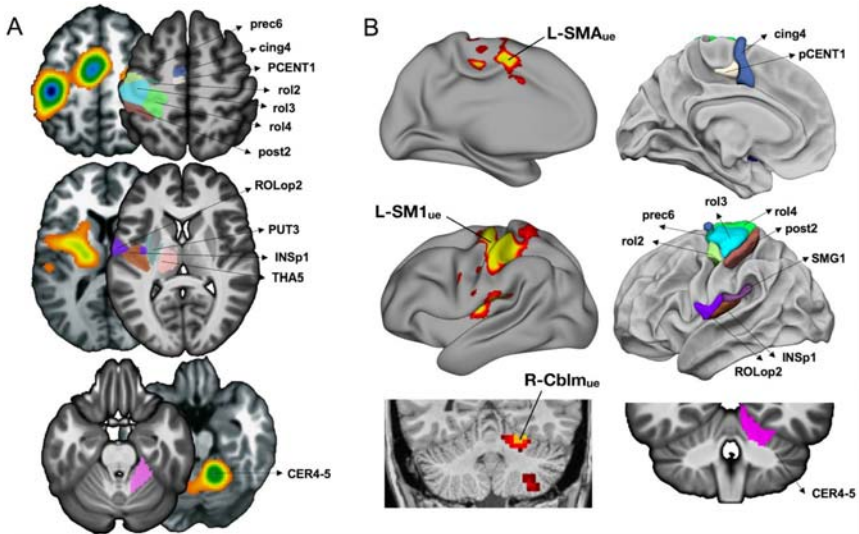 A
prec6
cing4
PCENT1
rol2
rol3
rol4
post2
ROLop2
PUT3
INSp1
THA5
CER4-5
B
L-SMAue
cing4
pCENT1
L-SM1ue
rol3
prec6
rol4
post2
rol2
SMG1
INSp1
ROLop2
R-Cblmue
CER4-5